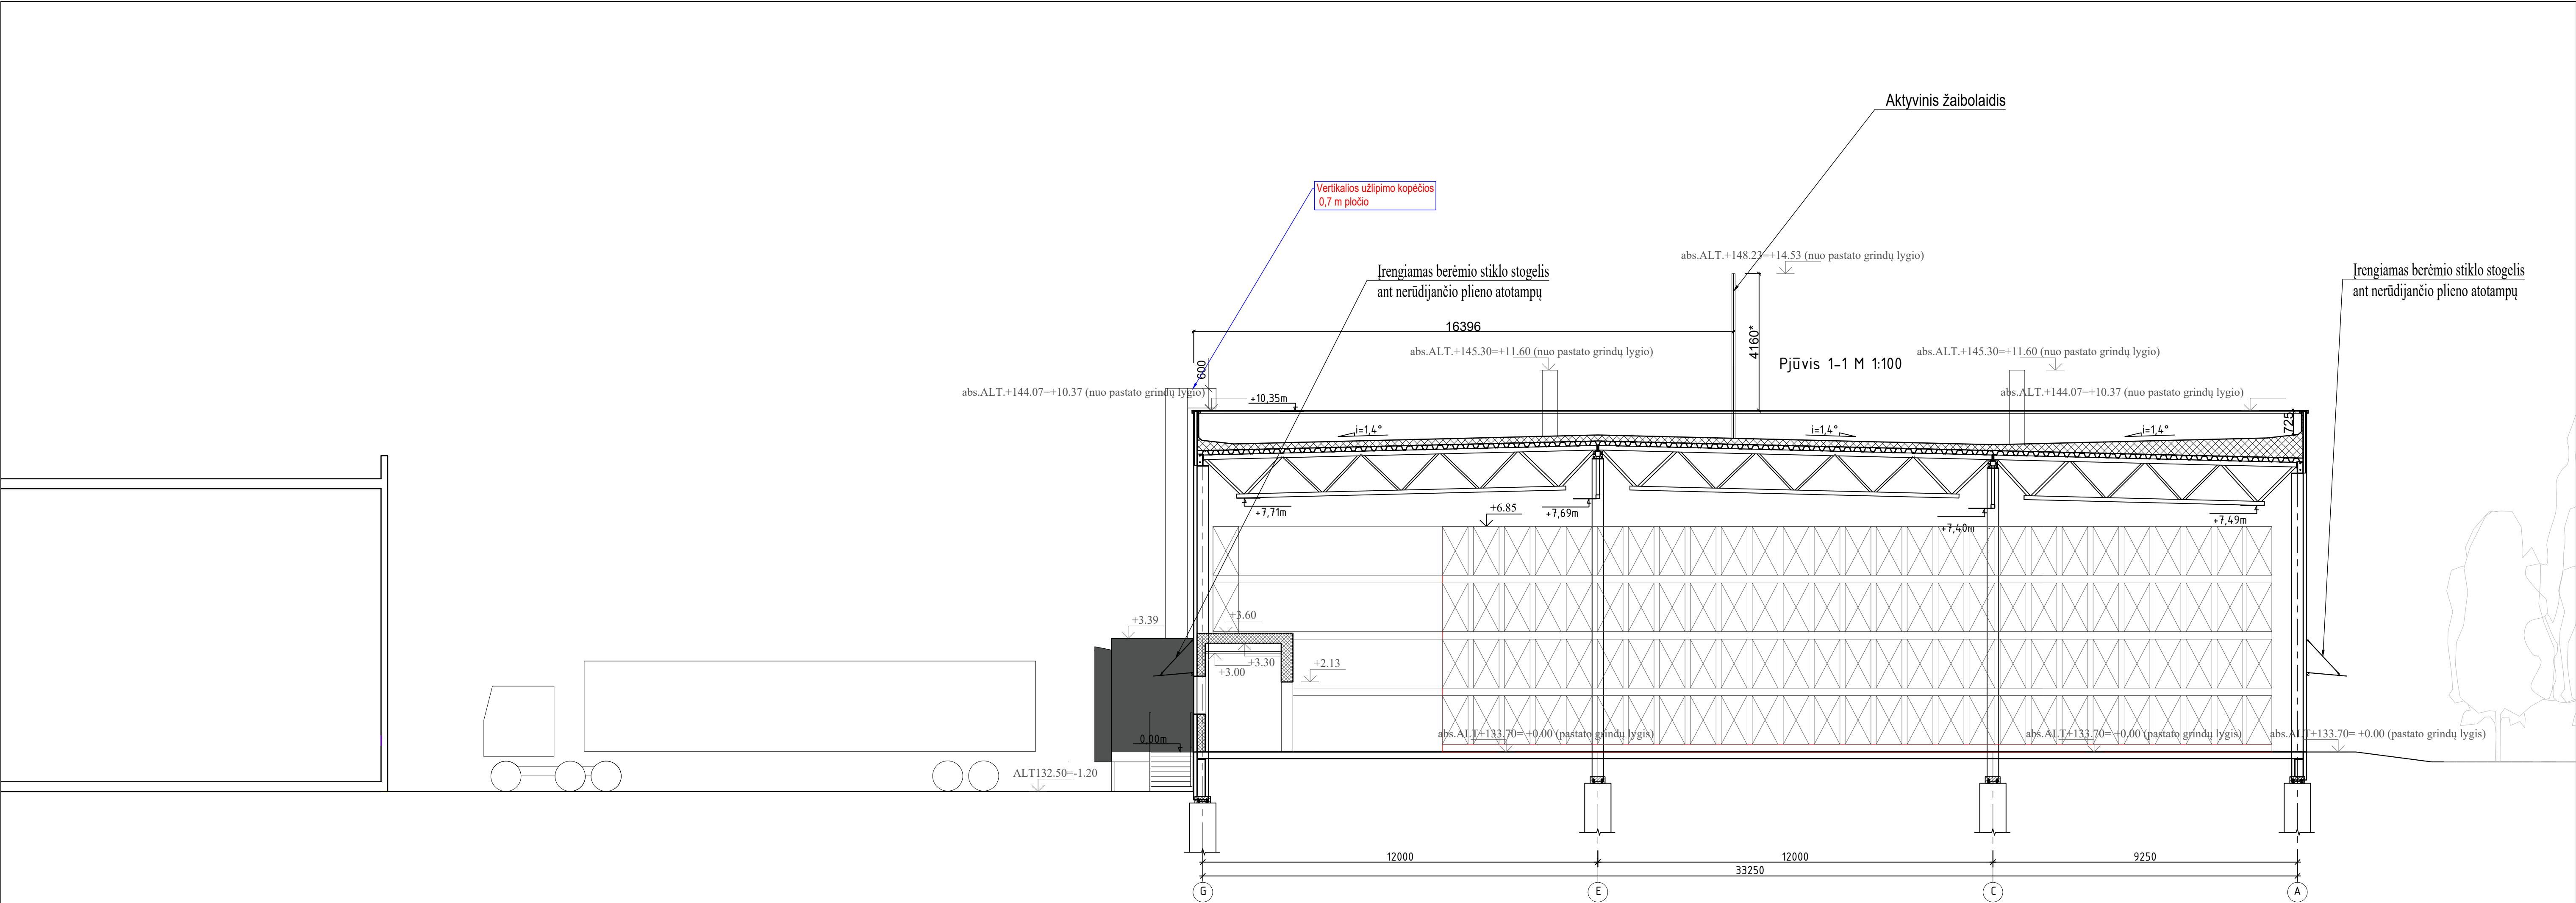 Aktyvinis žaibolaidis
Vertikalios užlipimo kopėčios
0,7 m pločio
abs.ALT.+148.23=+14.53 (nuo pastato grindų lygio)
Įrengiamas berėmio stiklo stogelis
ant nerūdijančio plieno atotampų
Įrengiamas berėmio stiklo stogelis
ant nerūdijančio plieno atotampų
16396
4160*
600
abs.ALT.+145.30=+11.60 (nuo pastato grindų lygio)
Pjūvis 1-1 M 1:100
abs.ALT.+145.30=+11.60 (nuo pastato grindų lygio)
abs.ALT.+144.07=+10.37 (nuo pastato grindų lygio)
+10,35m
abs.ALT.+144.07=+10.37 (nuo pastato grindų lygio)
725
i=1,4°
i=1,4°
i=1,4°
+7,71m
+7,69m
+6.85
+7,40m
+7,49m
+3.39
+3.60
+3.30
+3.00
+2.13
0,00m
abs.ALT+133.70= +0.00 (pastato grindų lygis)
abs.ALT+133.70= +0.00 (pastato grindų lygis)
abs.ALT+133.70= +0.00 (pastato grindų lygis)
ALT132.50=-1.20
12000
12000
9250
33250
G
E
C
A